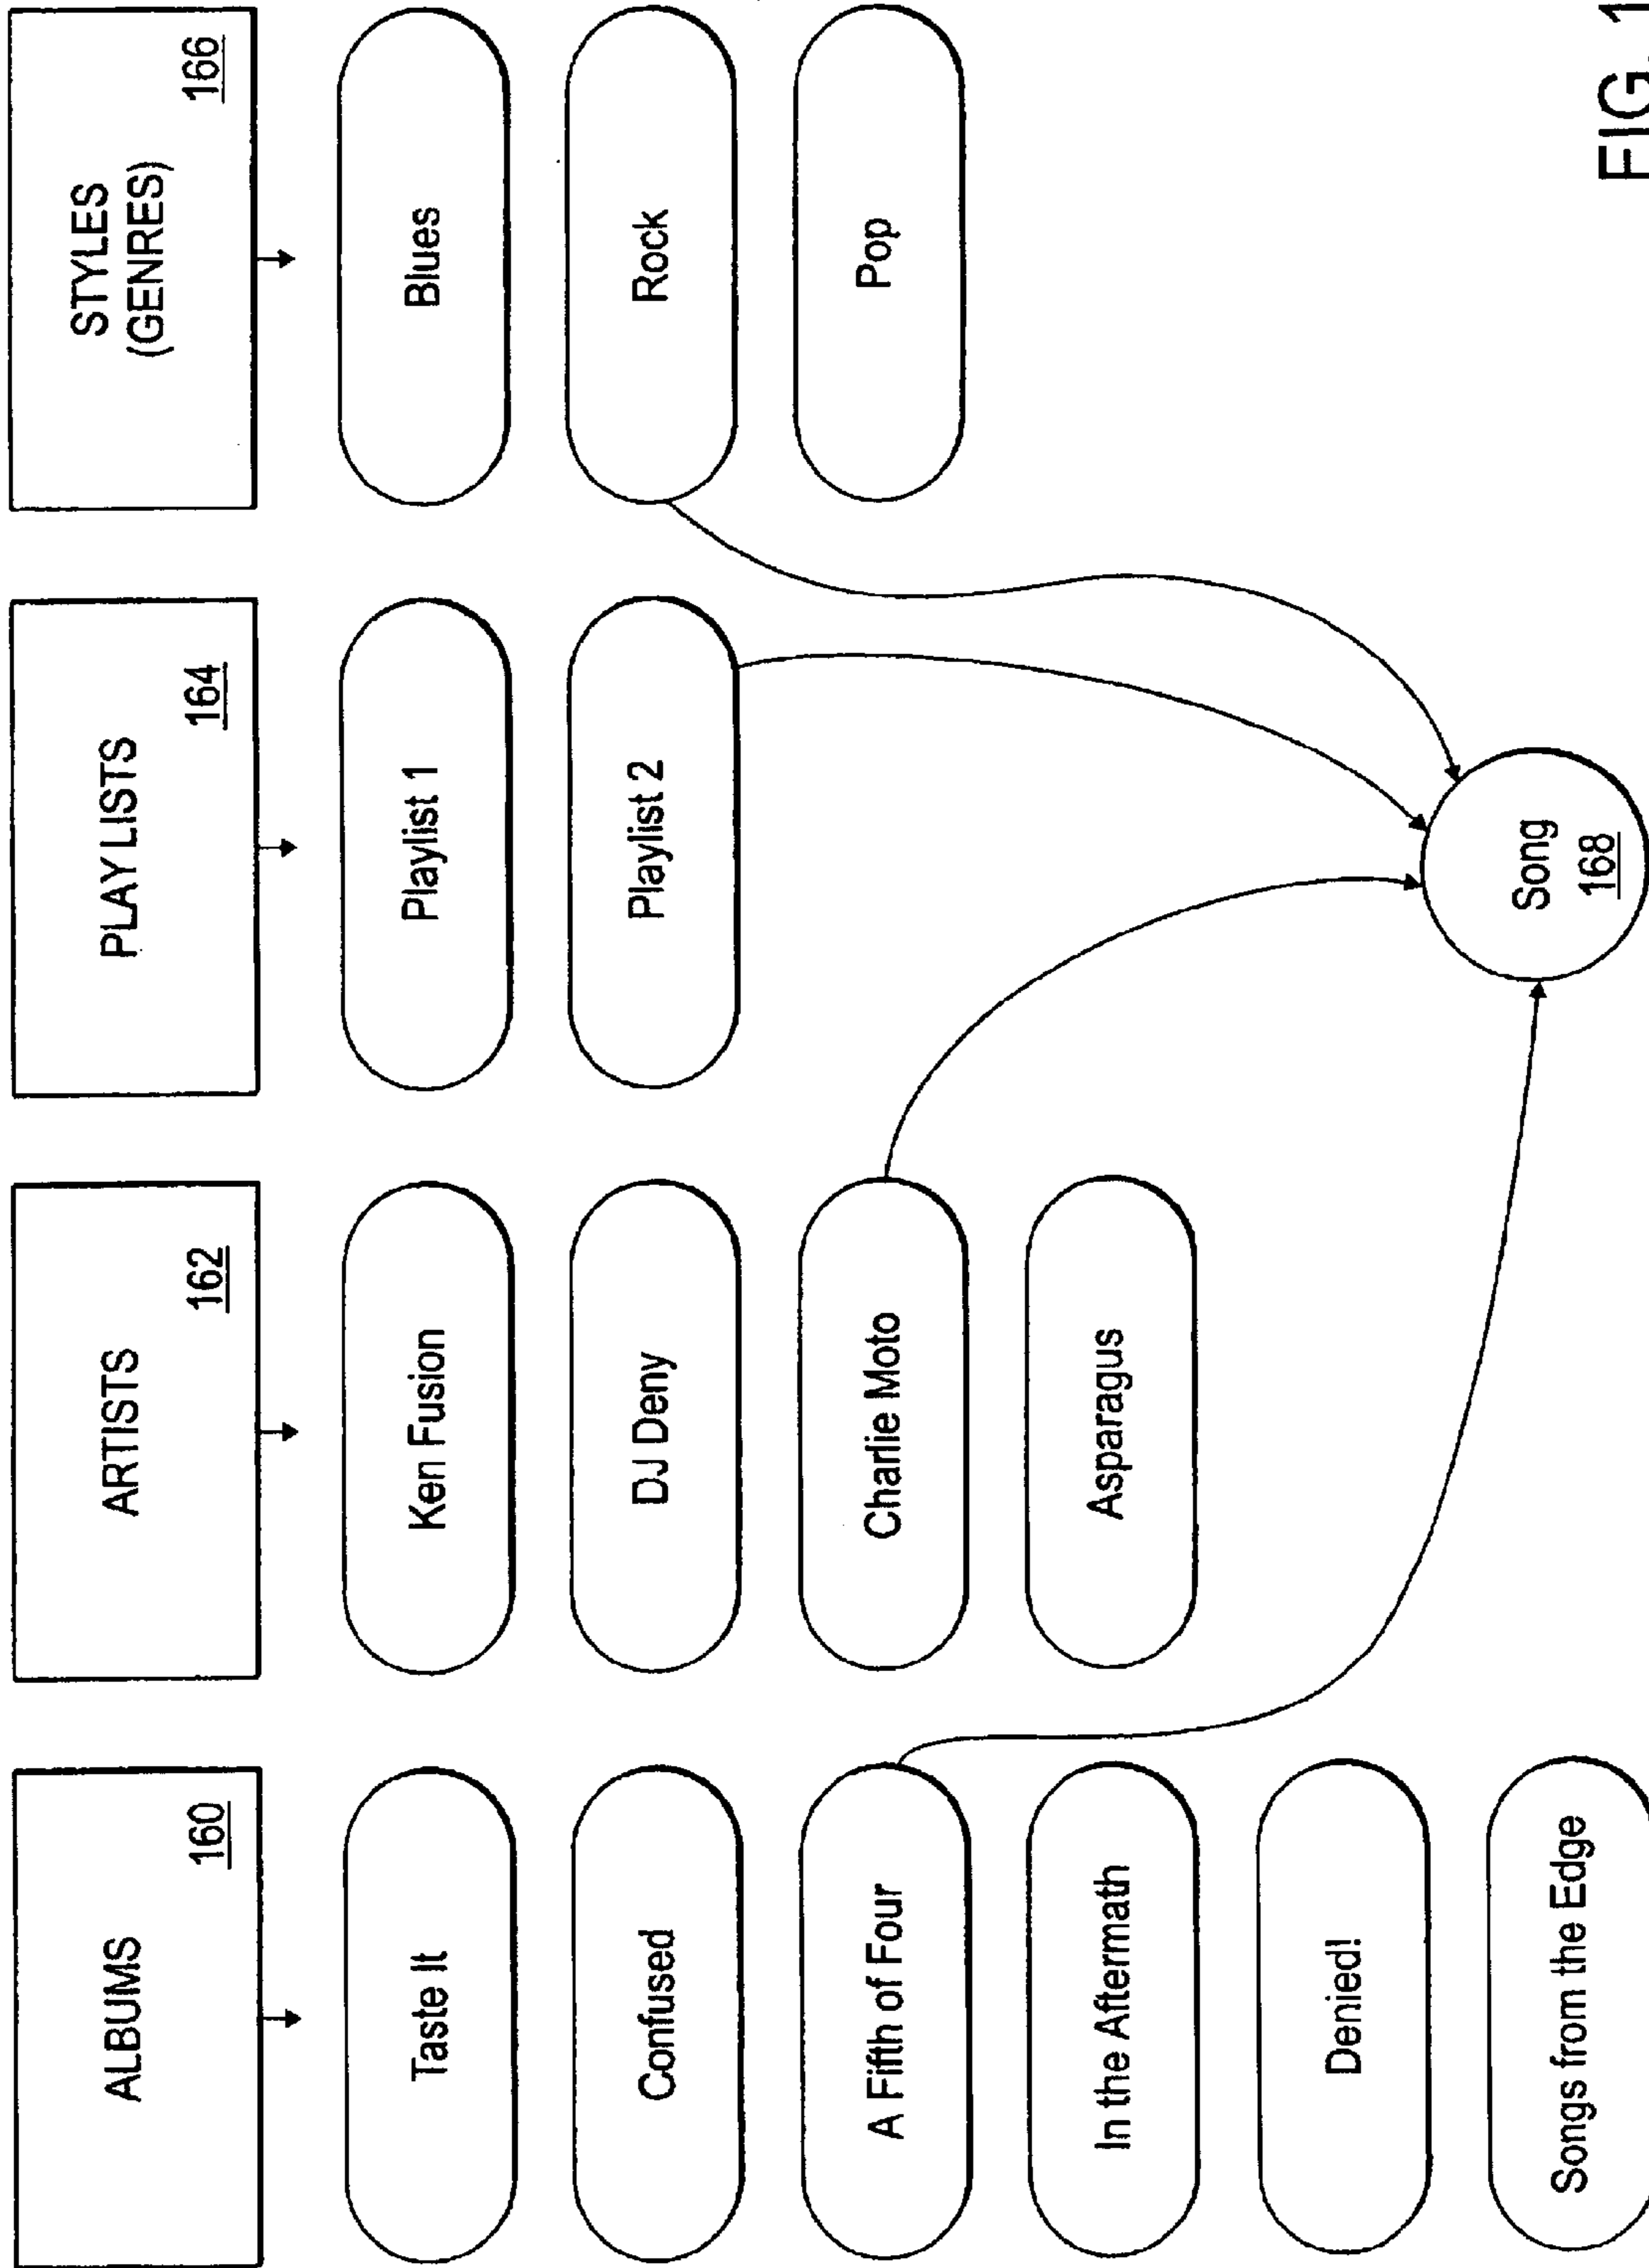 ALBUMS
160
Taste It
Confused
A Fifth of Four
In the Aftermath
Denied!
Songs from the Edge
ARTISTS
162
Ken Fusion
DJ Deny
Charlie Moto
Asparagus
PLAYLISTS
164
Playlist 1
Playlist 2
STYLES
(GENRES)
166
Blues
Rock
Pop
Song
168
FIG. 1